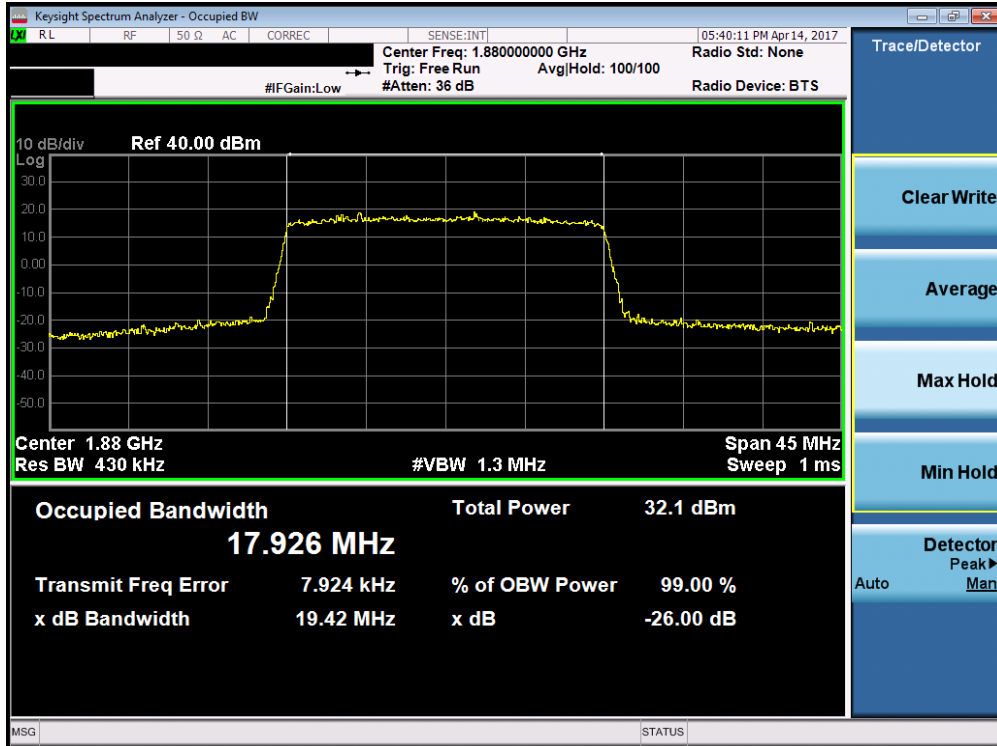 Keysight Spectrum Analyzer - Occupied BW
LXI RL RF 50 Ω AC CORREC SENSE:INT 05:40:11 PM Apr 14, 2017
Center Freq: 1.880000000 GHz Radio Std: None
Trig: Free Run Avg|Hold: 100/100
#IFGain:Low #Atten: 36 dB Radio Device: BTS
Trace/Detector
10 dB/div Ref 40.00 dBm
Log
30.0
20.0
10.0
0.00
-10.0
-20.0
-30.0
-40.0
-50.0
Center 1.88 GHz Span 45 MHz
Res BW 430 kHz #VBW 1.3 MHz Sweep 1 ms
Occupied Bandwidth Total Power 32.1 dBm
17.926 MHz
Transmit Freq Error 7.924 kHz % of OBW Power 99.00 %
x dB Bandwidth 19.42 MHz x dB -26.00 dB
Clear Write
Average
Max Hold
Min Hold
Detector
Peak▶
Auto Man
MSG STATUS